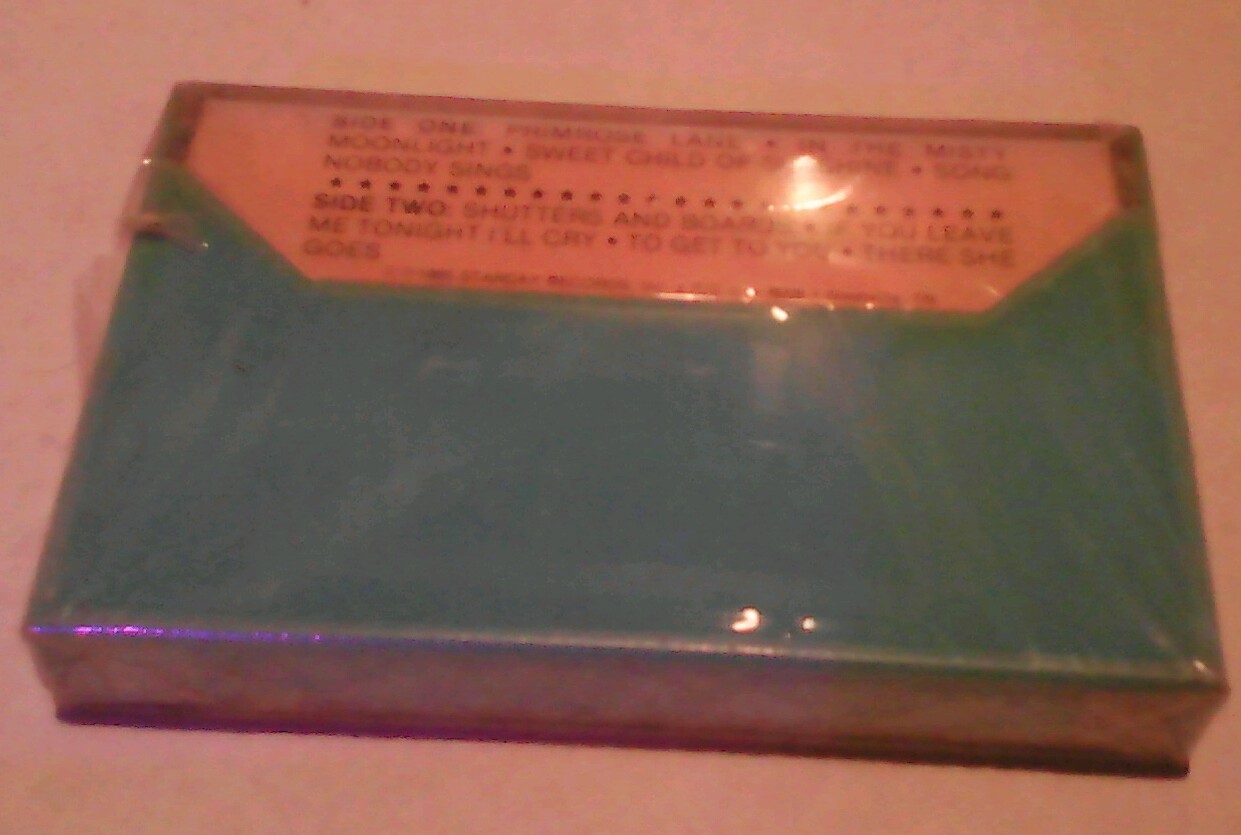 SIDE ONE: PRIMROSE LANE • IN THE MISTY
MOONLIGHT • SWEET CHILD OF SUNSHINE • SONG
NOBODY SINGS
* * * * * * * * * * * * * * * * * * * * * * * *
SIDE TWO: SHUTTERS AND BOARDS • IF YOU LEAVE
ME TONIGHT I'LL CRY • TO GET TO YOU • THERE SHE
GOES
STARDAY RECORDS